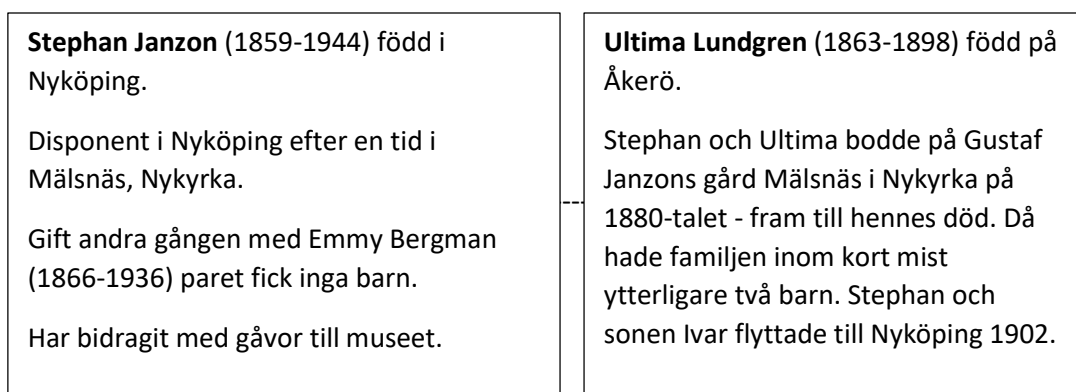 Stephan Janzon (1859-1944) född i
Nyköping.
Disponent i Nyköping efter en tid i
Mälsnäs, Nykyrka.
Gift andra gången med Emmy Bergman
(1866-1936) paret fick inga barn.
Har bidragit med gåvor till museet.
Ultima Lundgren (1863-1898) född på
Åkerö.
Stephan och Ultima bodde på Gustaf
Janzons gård Mälsnäs i Nykyrka på
1880-talet - fram till hennes död. Då
hade familjen inom kort mist
ytterligare två barn. Stephan och
sonen Ivar flyttade till Nyköping 1902.